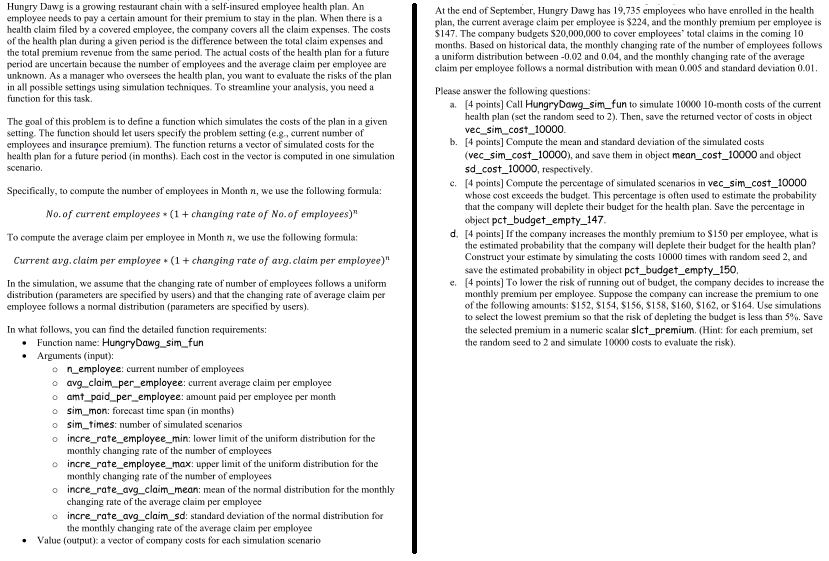 Hungry Dawg is a growing restaurant chain with a self-insured employee health plan. An
employee needs to pay a certain amount for their premium to stay in the plan. When there is a
health claim filed by a covered employee, the company covers all the claim expenses. The costs
of the health plan during a given period is the difference between the total claim expenses and
the total premium revenue from the same period. The actual costs of the health plan for a future
period are uncertain because the number of employees and the average claim per employee are
unknown. As a manager who oversees the health plan, you want to evaluate the risks of the plan
in all possible settings using simulation techniques. To streamline your analysis, you need a
function for this task.
The goal of this problem is to define a function which simulates the costs of the plan in a given
setting. The function should let users specify the problem setting (e.g., current number of
employees and insurance premium). The function returns a vector of simulated costs for the
health plan for a future period (in months). Each cost in the vector is computed in one simulation
scenario.
Specifically, to compute the number of employees in Month n, we use the following formula:
No. of current employees * (1 + changing rate of No. of employees)ⁿ
To compute the average claim per employee in Month n, we use the following formula:
Current avg. claim per employee * (1 + changing rate of avg. claim per employee)ⁿ
In the simulation, we assume that the changing rate of number of employees follows a uniform
distribution (parameters are specified by users) and that the changing rate of average claim per
employee follows a normal distribution (parameters are specified by users).
In what follows, you can find the detailed function requirements:
• Function name: HungryDawg_sim_fun
• Arguments (input):
o n_employee: current number of employees
o avg_claim_per_employee: current average claim per employee
o amt_paid_per_employee: amount paid per employee per month
o sim_mon: forecast time span (in months)
o sim_times: number of simulated scenarios
o incre_rate_employee_min: lower limit of the uniform distribution for the
monthly changing rate of the number of employees
o incre_rate_employee_max: upper limit of the uniform distribution for the
monthly changing rate of the number of employees
o incre_rate_avg_claim_mean: mean of the normal distribution for the monthly
changing rate of the average claim per employee
o incre_rate_avg_claim_sd: standard deviation of the normal distribution for
the monthly changing rate of the average claim per employee
• Value (output): a vector of company costs for each simulation scenario
At the end of September, Hungry Dawg has 19,735 employees who have enrolled in the health
plan, the current average claim per employee is $224, and the monthly premium per employee is
$147. The company budgets $20,000,000 to cover employees' total claims in the coming 10
months. Based on historical data, the monthly changing rate of the number of employees follows
a uniform distribution between -0.02 and 0.04, and the monthly changing rate of the average
claim per employee follows a normal distribution with mean 0.005 and standard deviation 0.01.
Please answer the following questions:
a. [4 points] Call HungryDawg_sim_fun to simulate 10000 10-month costs of the current
health plan (set the random seed to 2). Then, save the returned vector of costs in object
vec_sim_cost_10000.
b. [4 points] Compute the mean and standard deviation of the simulated costs
(vec_sim_cost_10000), and save them in object mean_cost_10000 and object
sd_cost_10000, respectively.
c. [4 points] Compute the percentage of simulated scenarios in vec_sim_cost_10000
whose cost exceeds the budget. This percentage is often used to estimate the probability
that the company will deplete their budget for the health plan. Save the percentage in
object pct_budget_empty_147.
d. [4 points] If the company increases the monthly premium to $150 per employee, what is
the estimated probability that the company will deplete their budget for the health plan?
Construct your estimate by simulating the costs 10000 times with random seed 2, and
save the estimated probability in object pct_budget_empty_150.
e. [4 points] To lower the risk of running out of budget, the company decides to increase the
monthly premium per employee. Suppose the company can increase the premium to one
of the following amounts: $152, $154, $156, $158, $160, $162, or $164. Use simulations
to select the lowest premium so that the risk of depleting the budget is less than 5%. Save
the selected premium in a numeric scalar slct_premium. (Hint: for each premium, set
the random seed to 2 and simulate 10000 costs to evaluate the risk).